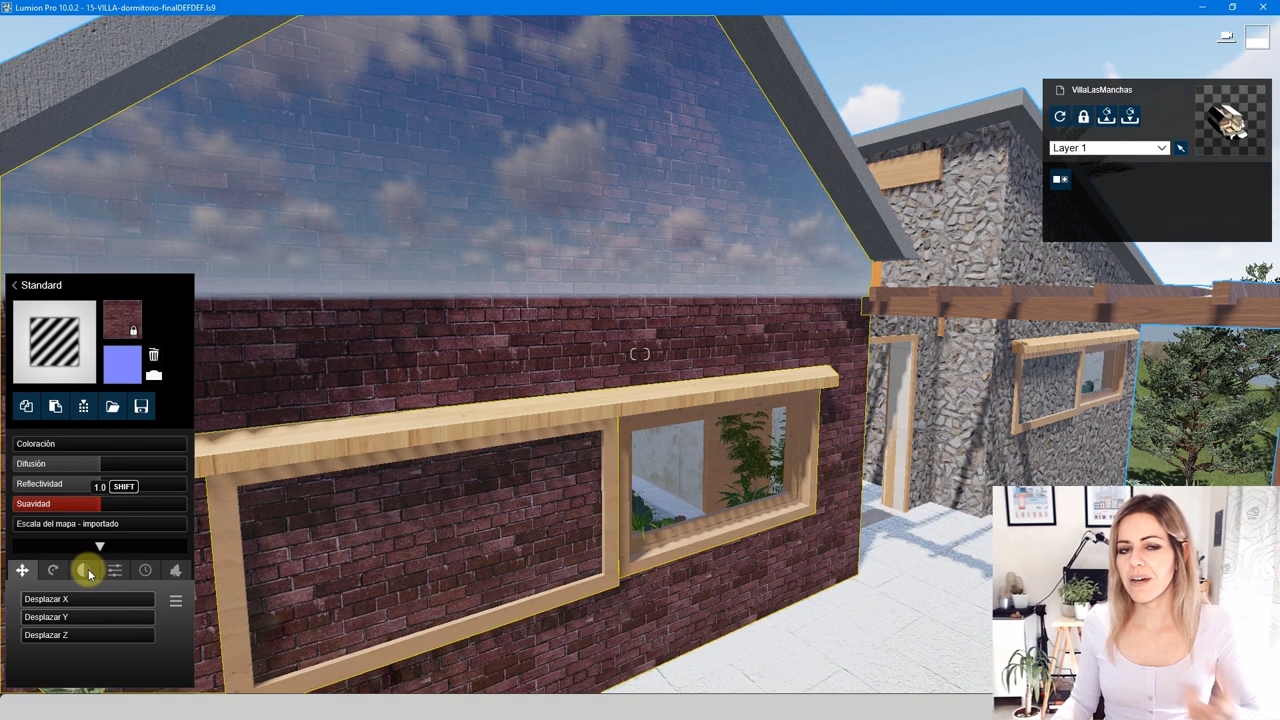 Lumion Pro 10.0.2 - 15-VILLA-dormitorio-finalDEFDEF.ls9
VillaLasManchas
Layer 1
Standard
Coloración
Difusión
Reflectividad
1.0 SHIFT
Suavidad
Escala del mapa - importado
Desplazar X
Desplazar Y
Desplazar Z